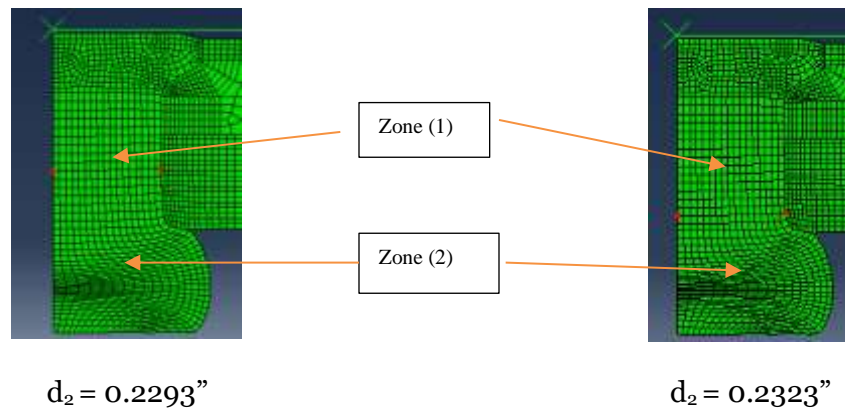 Zone (1)
Zone (2)
d₂ = 0.2293”
d₂ = 0.2323”